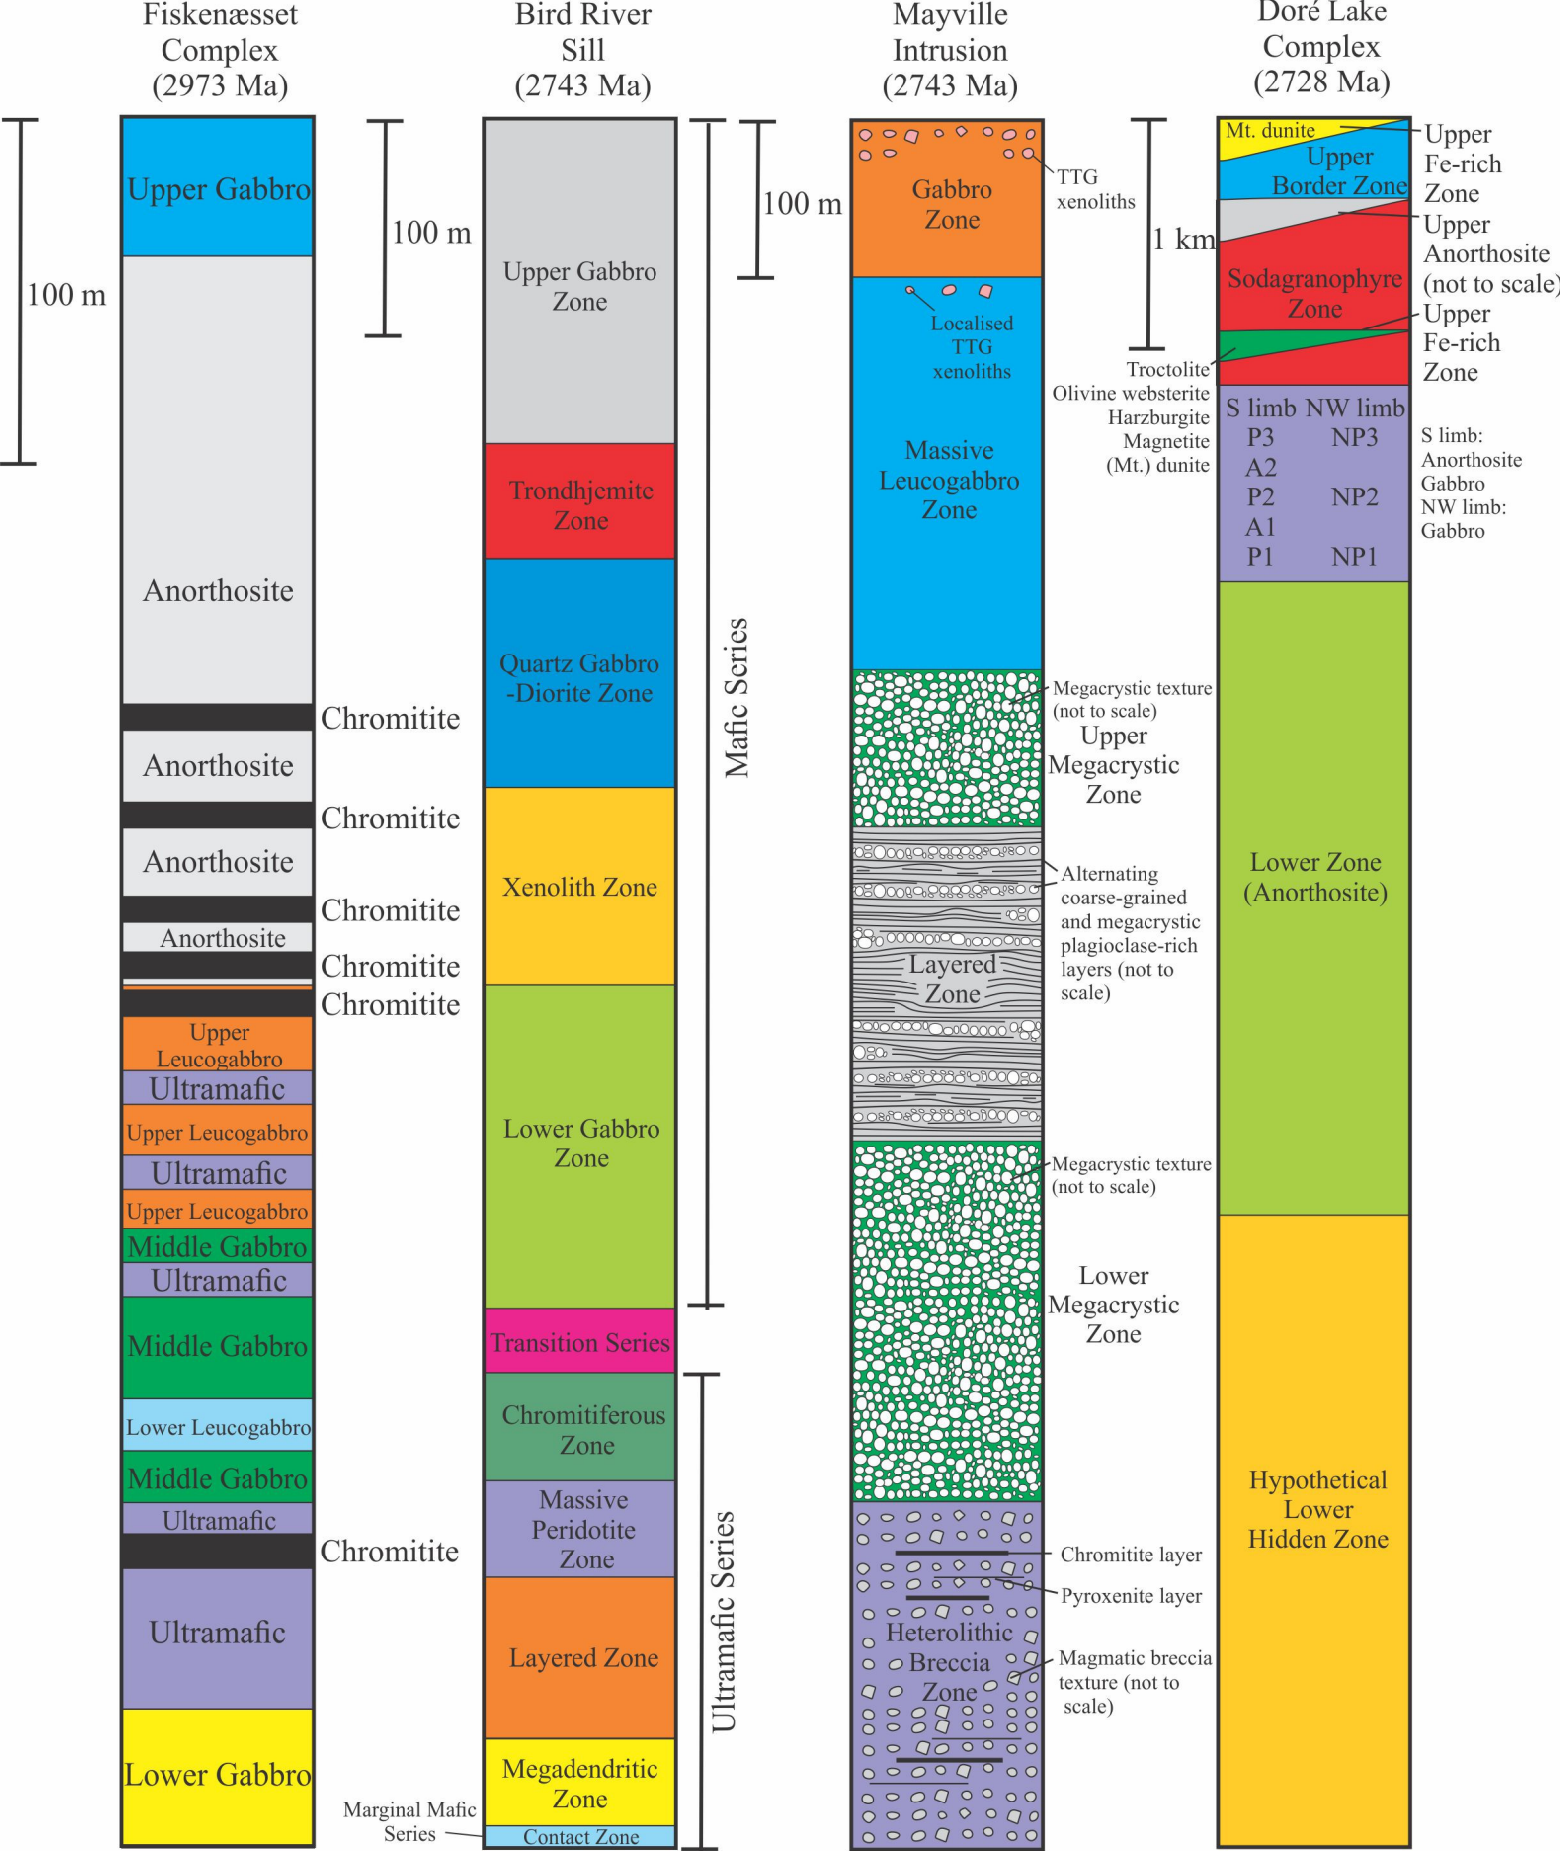 Fiskenæsset
Complex
(2973 Ma)
100 m
Upper Gabbro
Anorthosite
Chromitite
Anorthosite
Chromitite
Anorthosite
Chromitite
Anorthosite
Chromitite
Chromitite
Upper
Leucogabbro
Ultramafic
Upper Leucogabbro
Ultramafic
Upper Leucogabbro
Middle Gabbro
Ultramafic
Middle Gabbro
Lower Leucogabbro
Middle Gabbro
Ultramafic
Chromitite
Ultramafic
Lower Gabbro
Bird River
Sill
(2743 Ma)
100 m
Upper Gabbro
Zone
Trondhjemite
Zone
Quartz Gabbro
-Diorite Zone
Xenolith Zone
Lower Gabbro
Zone
Transition Series
Chromitiferous
Zone
Massive
Peridotite
Zone
Layered Zone
Megadendritic
Zone
Marginal Mafic
Series
Contact Zone
Mafic Series
Ultramafic Series
Mayville
Intrusion
(2743 Ma)
100 m
Gabbro
Zone
TTG
xenoliths
Localised
TTG
xenoliths
Massive
Leucogabbro
Zone
Megacrystic texture
(not to scale)
Upper
Megacrystic
Zone
Alternating
coarse-grained
and megacrystic
plagioclase-rich
layers (not to
scale)
Layered
Zone
Megacrystic texture
(not to scale)
Lower
Megacrystic
Zone
Chromitite layer
Pyroxenite layer
Heterolithic
Breccia
Zone
Magmatic breccia
texture (not to
scale)
Doré Lake
Complex
(2728 Ma)
1 km
Mt. dunite
Upper
Fe-rich
Zone
Upper
Border Zone
Upper
Anorthosite
(not to scale)
Sodagranophyre
Zone
Upper
Fe-rich
Zone
Troctolite
Olivine websterite
Harzburgite
Magnetite
(Mt.) dunite
S limb NW limb
P3 NP3
A2
P2 NP2
A1
P1 NP1
S limb:
Anorthosite
Gabbro
NW limb:
Gabbro
Lower Zone
(Anorthosite)
Hypothetical
Lower
Hidden Zone